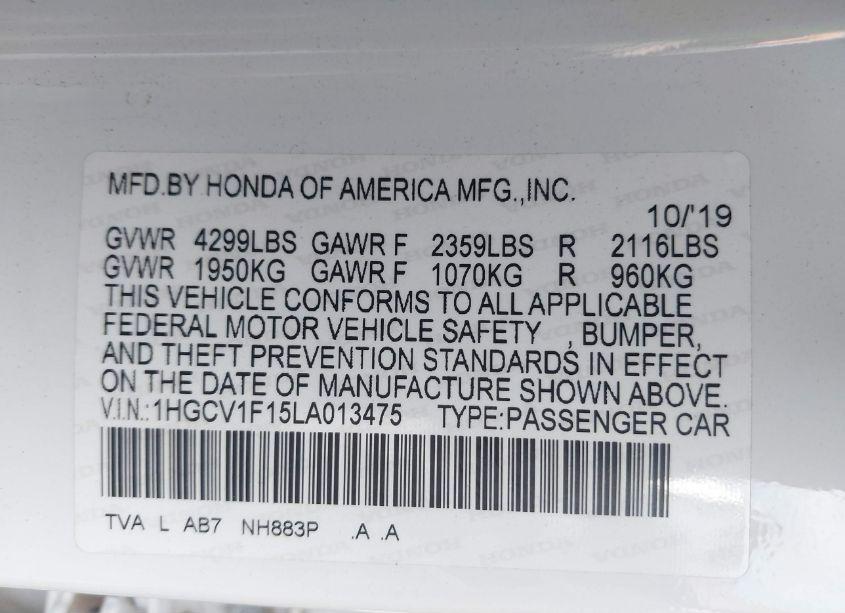 MFD.BY HONDA OF AMERICA MFG.,INC.
10/'19
GVWR 4299LBS GAWR F 2359LBS R 2116LBS
GVWR 1950KG GAWR F 1070KG R 960KG
THIS VEHICLE CONFORMS TO ALL APPLICABLE
FEDERAL MOTOR VEHICLE SAFETY , BUMPER,
AND THEFT PREVENTION STANDARDS IN EFFECT
ON THE DATE OF MANUFACTURE SHOWN ABOVE.
V.I.N.:1HGCV1F15LA013475 TYPE:PASSENGER CAR
TVA L AB7 NH883P .A .A